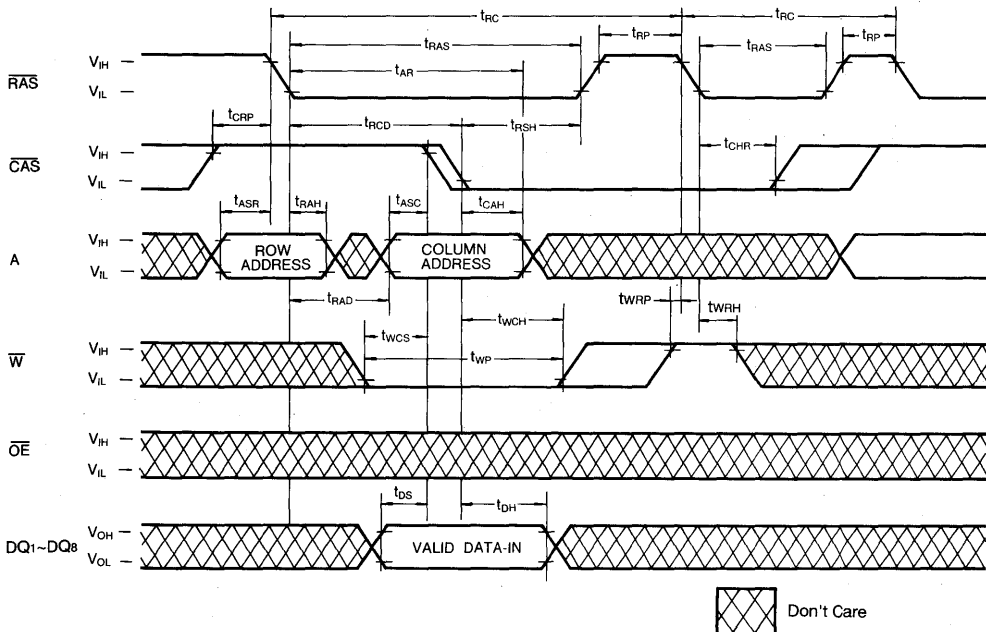 tRC tRC
tRAS tRP tRAS tRP
tAR
RAS VIH
VIL
tCRP tRCD tRSH
CAS VIH tCHR
VIL
tASR tRAH tASC tCAH
A VIH ROW ADDRESS COLUMN ADDRESS
VIL
tRAD tWRP tWRH
tWCH
tWCS
tWP
W VIH
VIL
OE VIH
VIL
tDS tDH
DQ1~DQ8 VOH VALID DATA-IN
VOL
Don't Care